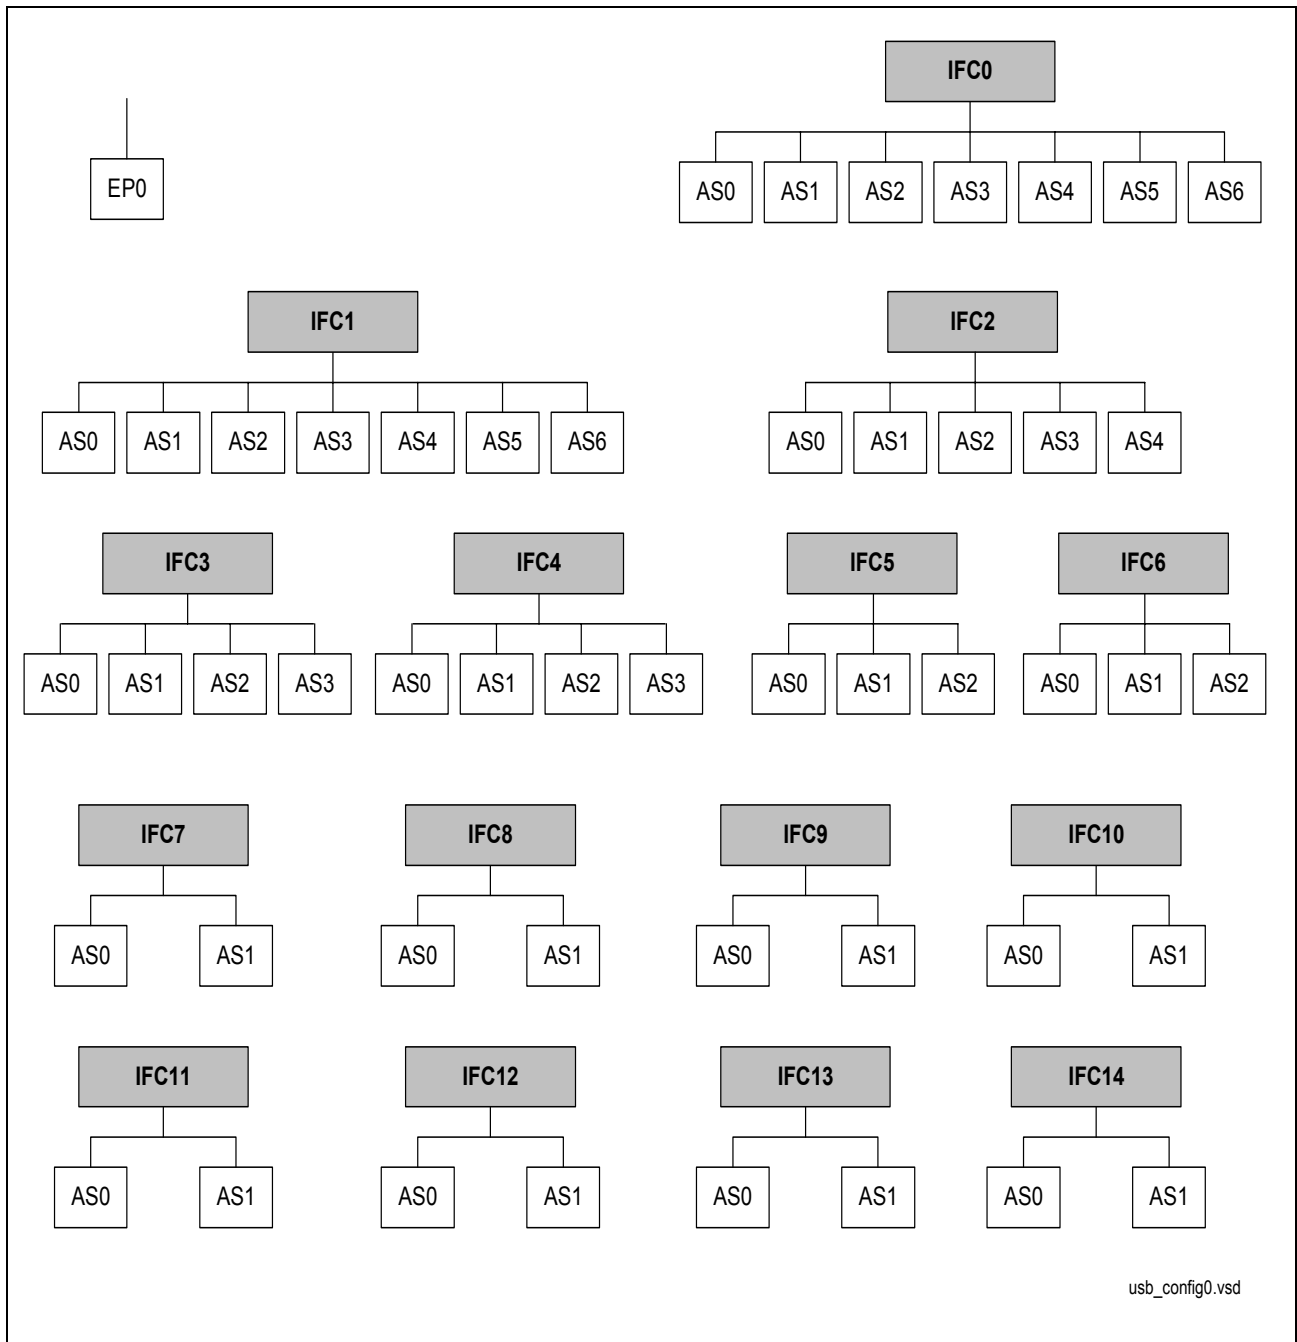 IFC0
EP0
AS0 AS1 AS2 AS3 AS4 AS5 AS6
IFC1 IFC2
AS0 AS1 AS2 AS3 AS4 AS5 AS6 AS0 AS1 AS2 AS3 AS4
IFC3 IFC4 IFC5 IFC6
AS0 AS1 AS2 AS3 AS0 AS1 AS2 AS3 AS0 AS1 AS2 AS0 AS1 AS2
IFC7 IFC8 IFC9 IFC10
AS0 AS1 AS0 AS1 AS0 AS1 AS0 AS1
IFC11 IFC12 IFC13 IFC14
AS0 AS1 AS0 AS1 AS0 AS1 AS0 AS1
usb_config0.vsd